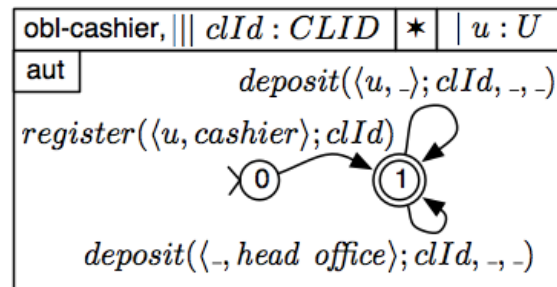 obl-cashier, ||| clId : CLID ∗ | u : U
aut
deposit(⟨u, _⟩; clId, _, _)
register(⟨u, cashier⟩; clId)
0 1
deposit(⟨_, head office⟩; clId, _, _)